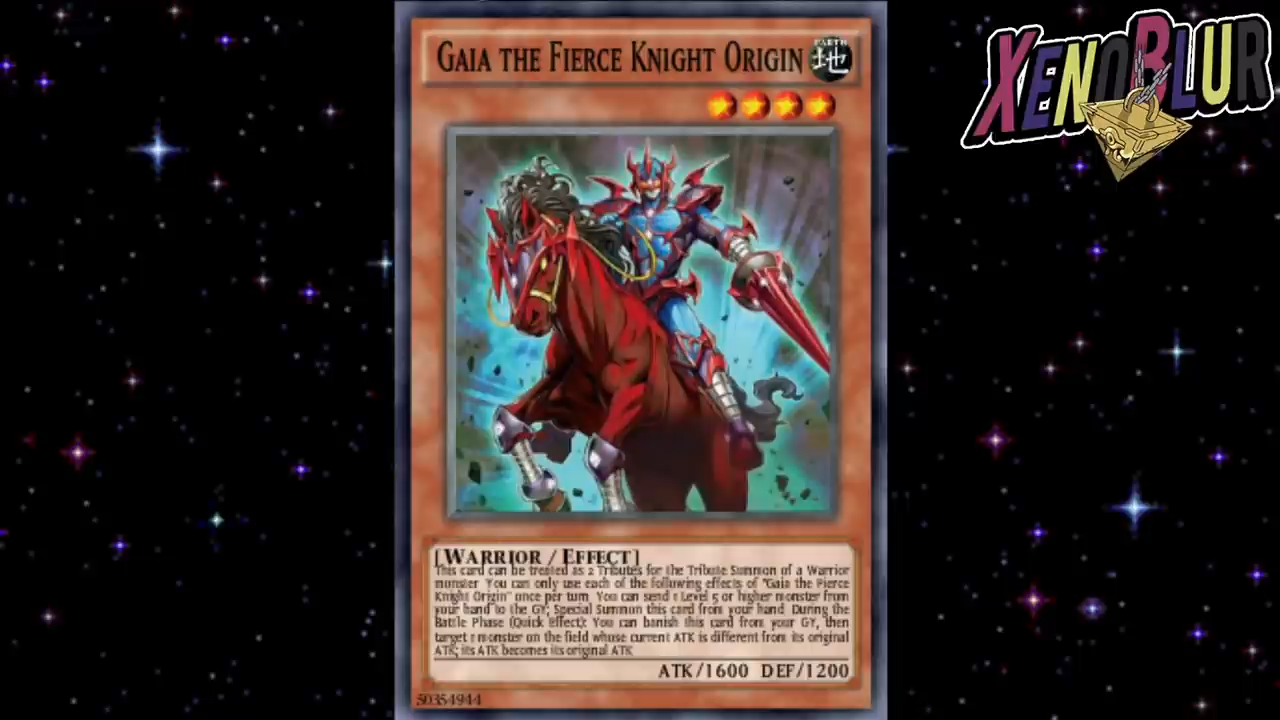 XENOBLUR
GAIA THE FIERCE KNIGHT ORIGIN
EARTH
地
[WARRIOR / EFFECT]
This card can be treated as 2 Tributes for the Tribute Summon of a Warrior
monster. You can only use each of the following effects of "Gaia the Fierce
Knight Origin" once per turn. You can send 1 Level 5 or higher monster from
your hand to the GY; Special Summon this card from your hand. During the
Battle Phase (Quick Effect): You can banish this card from your GY, then
target 1 monster on the field whose current ATK is different from its original
ATK; its ATK becomes its original ATK
ATK/1600 DEF/1200
50354944